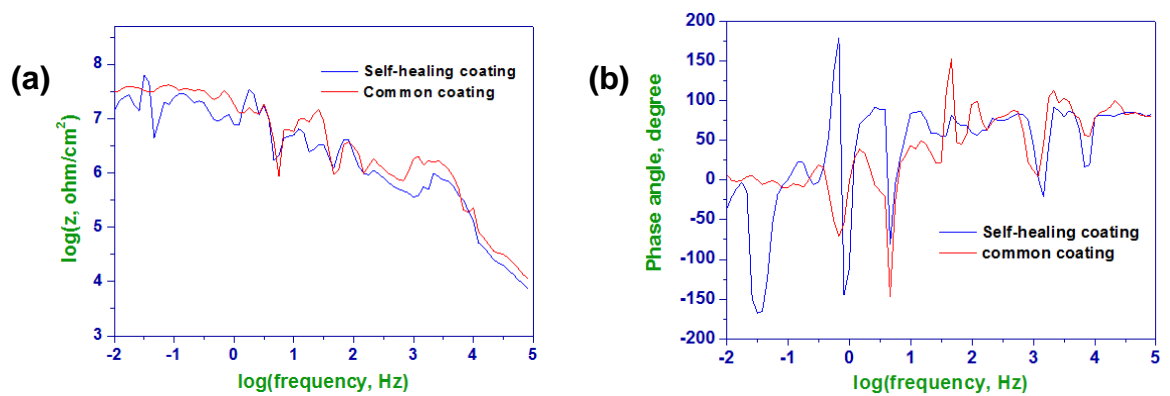 (a)
log(z, ohm/cm²)
8
7
6
5
4
3
Self-healing coating
Common coating
-2 -1 0 1 2 3 4 5
log(frequency, Hz)
(b)
Phase angle, degree
200
150
100
50
0
-50
-100
-150
-200
Self-healing coating
common coating
-2 -1 0 1 2 3 4 5
log(frequency, Hz)